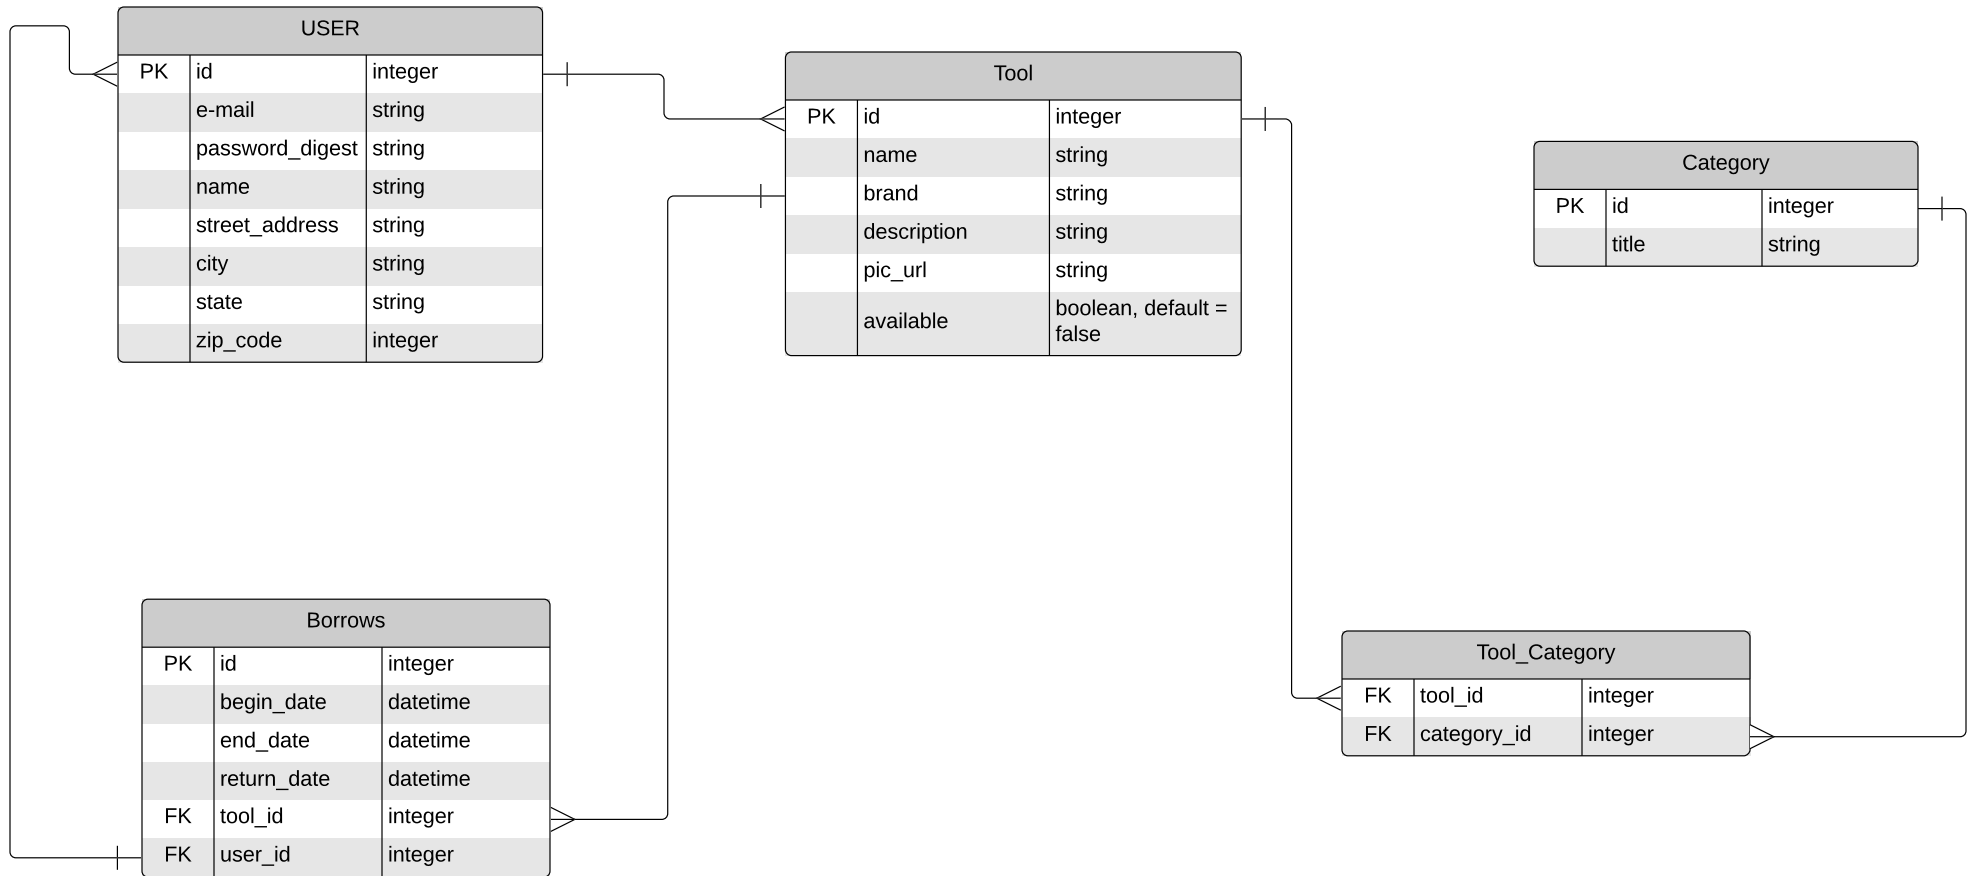 USER
PK id integer
e-mail string
password_digest string
name string
street_address string
city string
state string
zip_code integer
Tool
PK id integer
name string
brand string
description string
pic_url string
available boolean, default =
false
Category
PK id integer
title string
Borrows
PK id integer
begin_date datetime
end_date datetime
return_date datetime
FK tool_id integer
FK user_id integer
Tool_Category
FK tool_id integer
FK category_id integer